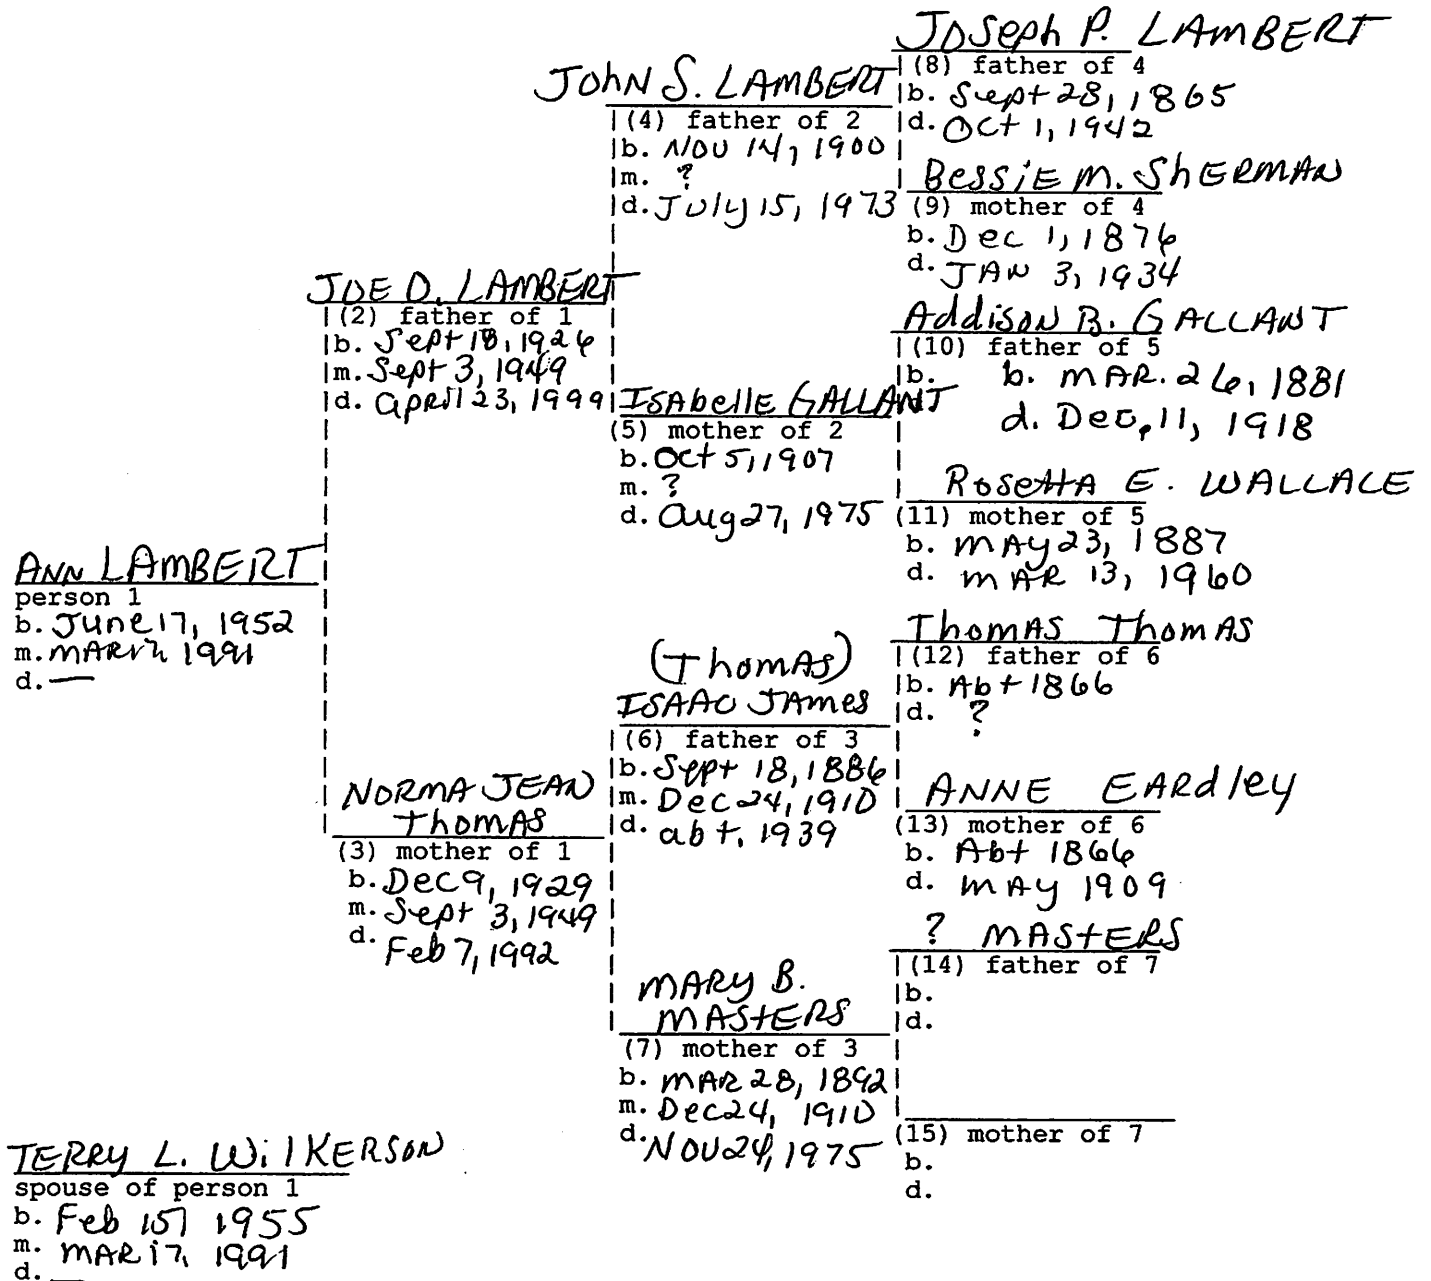 Joseph P. LAMBERT
(8) father of 4
b. Sept 28, 1865
d. Oct 1, 1942
John S. LAMBERT
(4) father of 2
b. Nov 14, 1900
m. ?
d. July 15, 1973
Bessie M. Sherman
(9) mother of 4
b. Dec 1, 1876
d. JAN 3, 1934
JOE D. LAMBERT
(2) father of 1
b. Sept 18, 1926
m. Sept 3, 1949
d. April 23, 1999
Addison B. GALLANT
(10) father of 5
b. b. MAR. 26, 1881
d. Dec, 11, 1918
ISAbelle GALLANT
(5) mother of 2
b. Oct 5, 1907
m. ?
d. Aug 27, 1975
Rosetta E. WALLACE
(11) mother of 5
b. May 23, 1887
d. MAR 13, 1960
ANN LAMBERT
person 1
b. June 17, 1952
m. MAR 1991
d. —
Thomas Thomas
(12) father of 6
b. Abt 1866
d. ?
(Thomas)
ISAAC James
(6) father of 3
b. Sept 18, 1886
m. Dec 24, 1910
d. abt. 1939
ANNE EARdley
(13) mother of 6
b. Abt 1866
d. May 1909
NORMA JEAN
Thomas
(3) mother of 1
b. Dec 9, 1929
m. Sept 3, 1949
d. Feb 7, 1992
? MASTERS
(14) father of 7
b.
d.
MARY B.
MASTERS
(7) mother of 3
b. MAR 28, 1892
m. Dec 24, 1910
d. Nov 24, 1975
(15) mother of 7
b.
d.
TERRY L. WilKERSON
spouse of person 1
b. Feb 1955
m. MAR 17, 1991
d. —